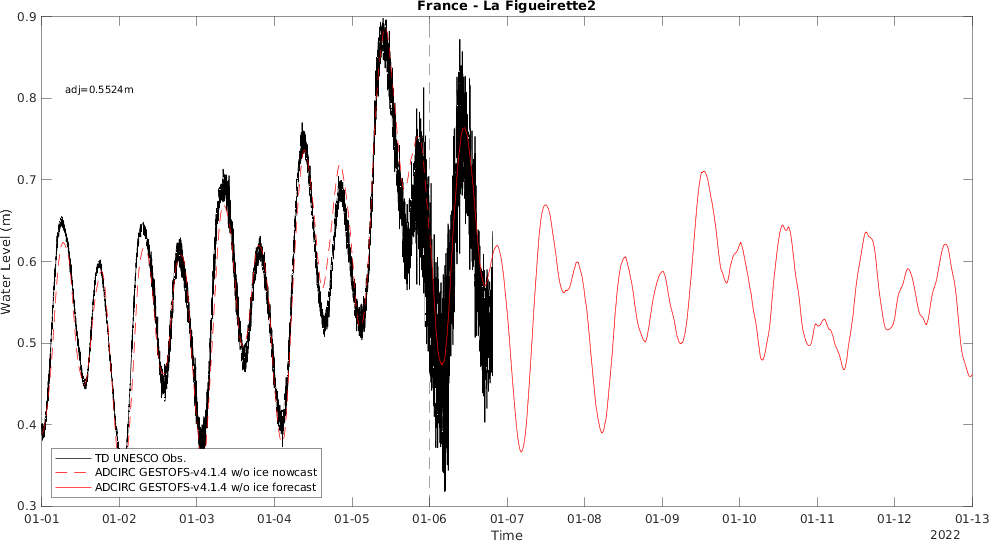 France - La Figueirette2
0.9
0.8
0.7
0.6
0.5
0.4
0.3
Water Level (m)
adj=0.5524m
TD UNESCO Obs.
ADCIRC GESTOFS-v4.1.4 w/o ice nowcast
ADCIRC GESTOFS-v4.1.4 w/o ice forecast
01-01 01-02 01-03 01-04 01-05 01-06 01-07 01-08 01-09 01-10 01-11 01-12 01-13
Time
2022